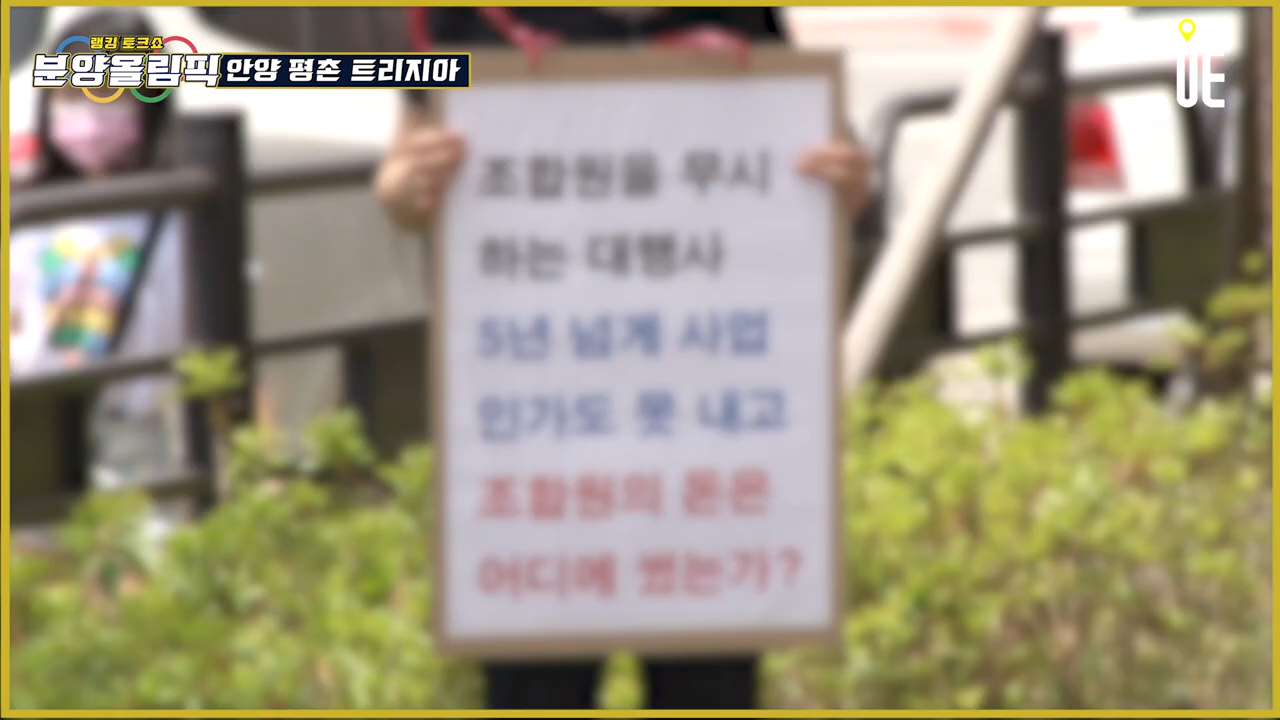 랭킹 토크쇼
분양올림픽 안양 평촌 트리지아
UE
조합원을 무시
하는 대행사
5년 넘게 사업
인가도 못 내고
조합원의 돈은
어디에 썼는가?